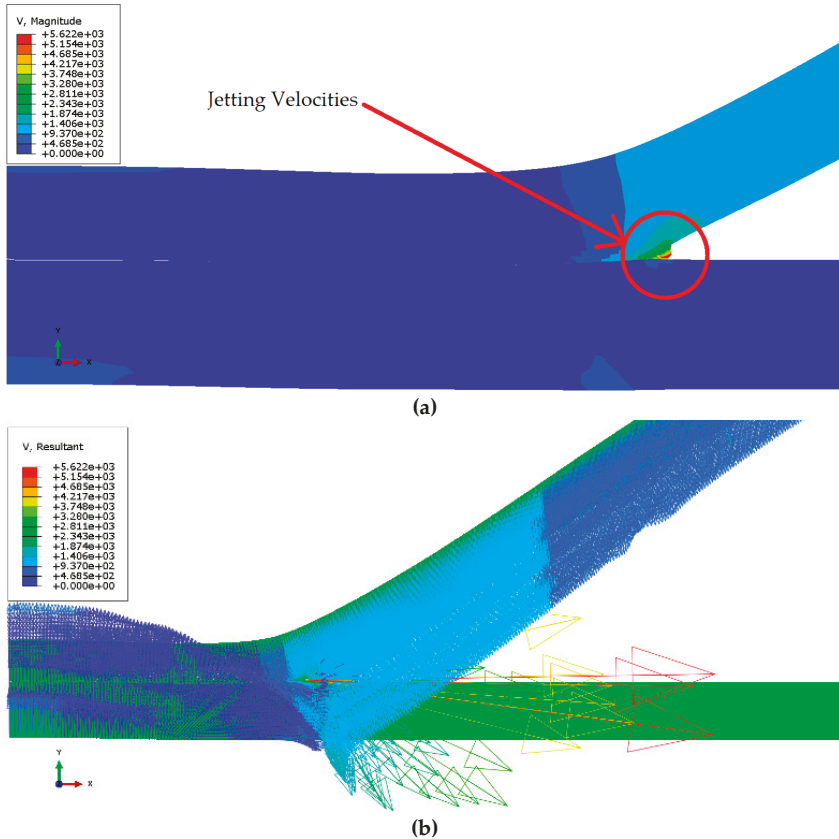 V, Magnitude
+5.622e+03
+5.154e+03
+4.685e+03
+4.217e+03
+3.748e+03
+3.280e+03
+2.811e+03
+2.343e+03
+1.874e+03
+1.406e+03
+9.370e+02
+4.685e+02
+0.000e+00
Jetting Velocities
Y
X
(a)
V, Resultant
+5.622e+03
+5.154e+03
+4.685e+03
+4.217e+03
+3.748e+03
+3.280e+03
+2.811e+03
+2.343e+03
+1.874e+03
+1.406e+03
+9.370e+02
+4.685e+02
+0.000e+00
Y
X
(b)